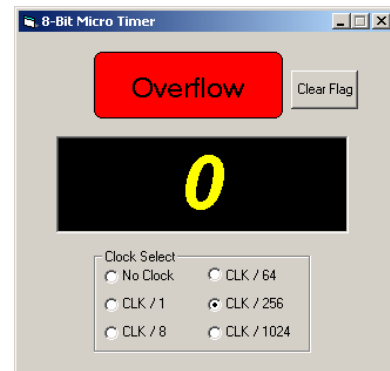 8-Bit Micro Timer
Overflow
Clear Flag
0
Clock Select
No Clock
CLK / 64
CLK / 1
CLK / 256
CLK / 8
CLK / 1024